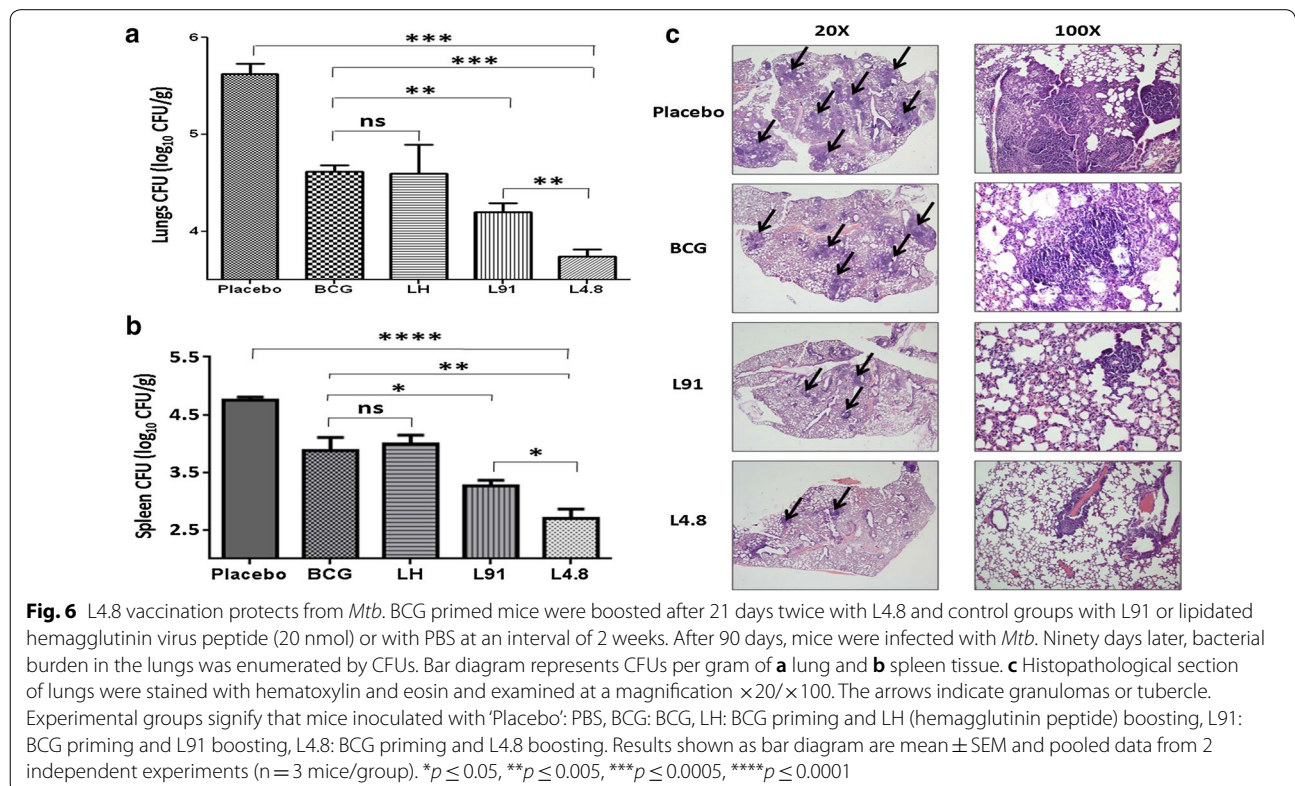 a
6
5
4
Lungs CFU (log₁₀ CFU/g)
***
***
**
ns
**
Placebo BCG LH L91 L4.8
b
5.5
4.5
3.5
2.5
Spleen CFU (log₁₀ CFU/g)
****
**
*
ns
*
Placebo BCG LH L91 L4.8
c
20X 100X
Placebo
BCG
L91
L4.8
Fig. 6 L4.8 vaccination protects from Mtb. BCG primed mice were boosted after 21 days twice with L4.8 and control groups with L91 or lipidated
hemagglutinin virus peptide (20 nmol) or with PBS at an interval of 2 weeks. After 90 days, mice were infected with Mtb. Ninety days later, bacterial
burden in the lungs was enumerated by CFUs. Bar diagram represents CFUs per gram of a lung and b spleen tissue. c Histopathological section
of lungs were stained with hematoxylin and eosin and examined at a magnification ×20/×100. The arrows indicate granulomas or tubercle.
Experimental groups signify that mice inoculated with 'Placebo': PBS, BCG: BCG, LH: BCG priming and LH (hemagglutinin peptide) boosting, L91:
BCG priming and L91 boosting, L4.8: BCG priming and L4.8 boosting. Results shown as bar diagram are mean ± SEM and pooled data from 2
independent experiments (n = 3 mice/group). *p ≤ 0.05, **p ≤ 0.005, ***p ≤ 0.0005, ****p ≤ 0.0001